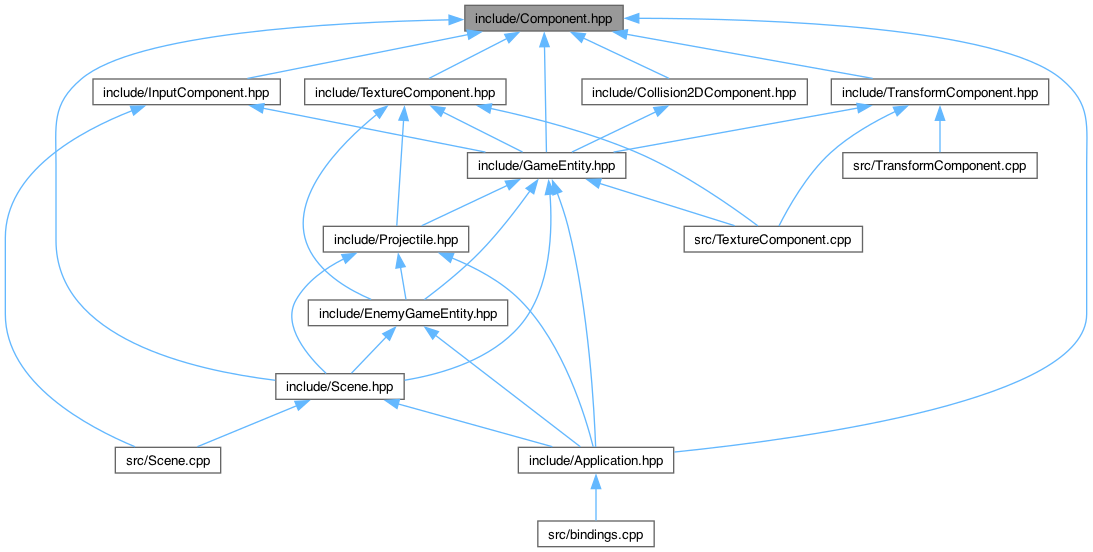 include/Component.hpp
include/InputComponent.hpp
include/TextureComponent.hpp
include/Collision2DComponent.hpp
include/TransformComponent.hpp
include/GameEntity.hpp
src/TransformComponent.cpp
include/Projectile.hpp
src/TextureComponent.cpp
include/EnemyGameEntity.hpp
include/Scene.hpp
src/Scene.cpp
include/Application.hpp
src/bindings.cpp